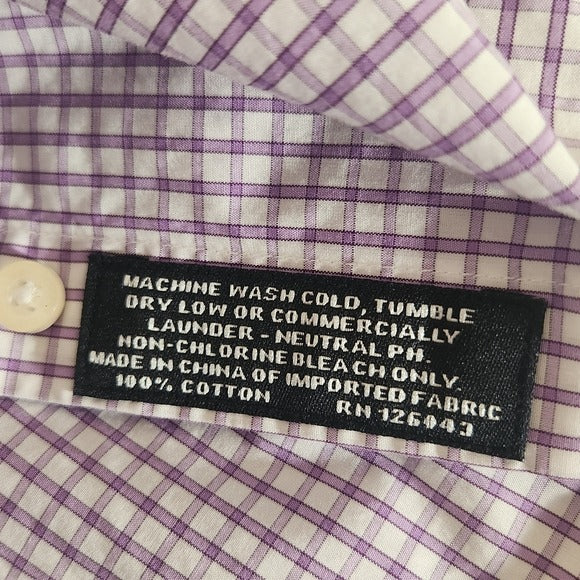 MACHINE WASH COLD, TUMBLE
DRY LOW OR COMMERCIALLY
LAUNDER - NEUTRAL PH.
NON-CHLORINE BLEACH ONLY.
MADE IN CHINA OF IMPORTED FABRIC
100% COTTON RN 126043